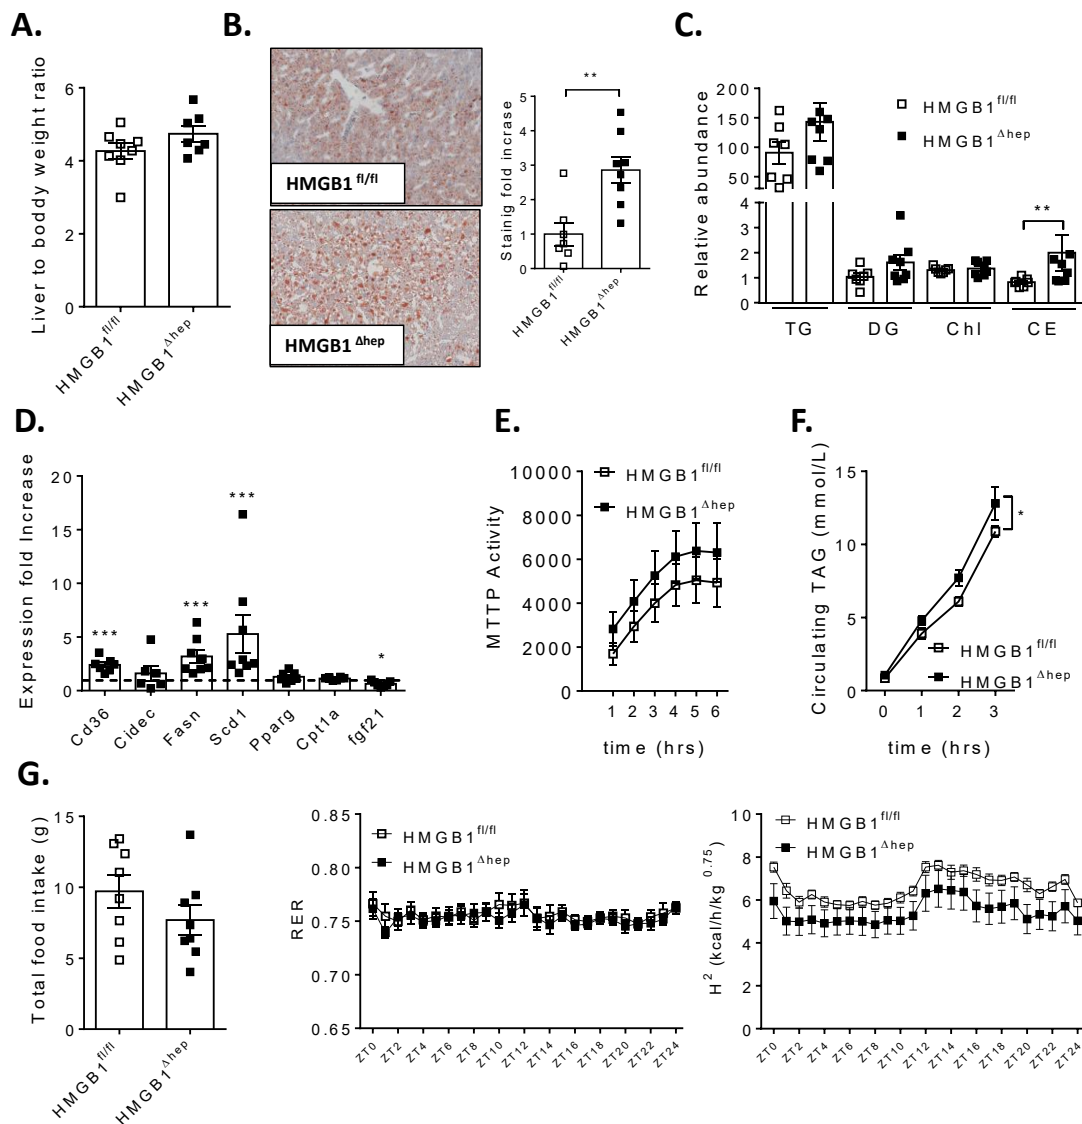 A.
Liver to boddy weight ratio
6
4
2
0
HMGB1fl/fl
HMGB1Δhep
B.
HMGB1 fl/fl
HMGB1 Δhep
Stainig fold incrase
5
4
3
2
1
0
**
HMGB1fl/fl
HMGB1Δhep
C.
Relative abundance
200
150
100
50
4
3
2
1
0
HMGB1fl/fl
HMGB1Δhep
**
TG DG Chl CE
D.
Expression fold Increase
20
15
10
5
0
*** *** *** *
Cd36 Cidec Fasn Scd1 Pparg Cpt1a fgf21
E.
MTTP Activity
10000
8000
6000
4000
2000
0
HMGB1fl/fl
HMGB1Δhep
1 2 3 4 5 6
time (hrs)
F.
Circulating TAG (mmol/L)
15
10
5
0
*
HMGB1fl/fl
HMGB1Δhep
0 1 2 3
time (hrs)
G.
Total food intake (g)
15
10
5
0
HMGB1fl/fl
HMGB1Δhep
RER
0.85
0.80
0.75
0.70
0.65
HMGB1fl/fl
HMGB1Δhep
ZT0 ZT2 ZT4 ZT6 ZT8 ZT10 ZT12 ZT14 ZT16 ZT18 ZT20 ZT22 ZT24
H2 (kcal/h/kg 0.75)
10
8
6
4
2
0
HMGB1fl/fl
HMGB1Δhep
ZT0 ZT2 ZT4 ZT6 ZT8 ZT10 ZT12 ZT14 ZT16 ZT18 ZT20 ZT22 ZT24